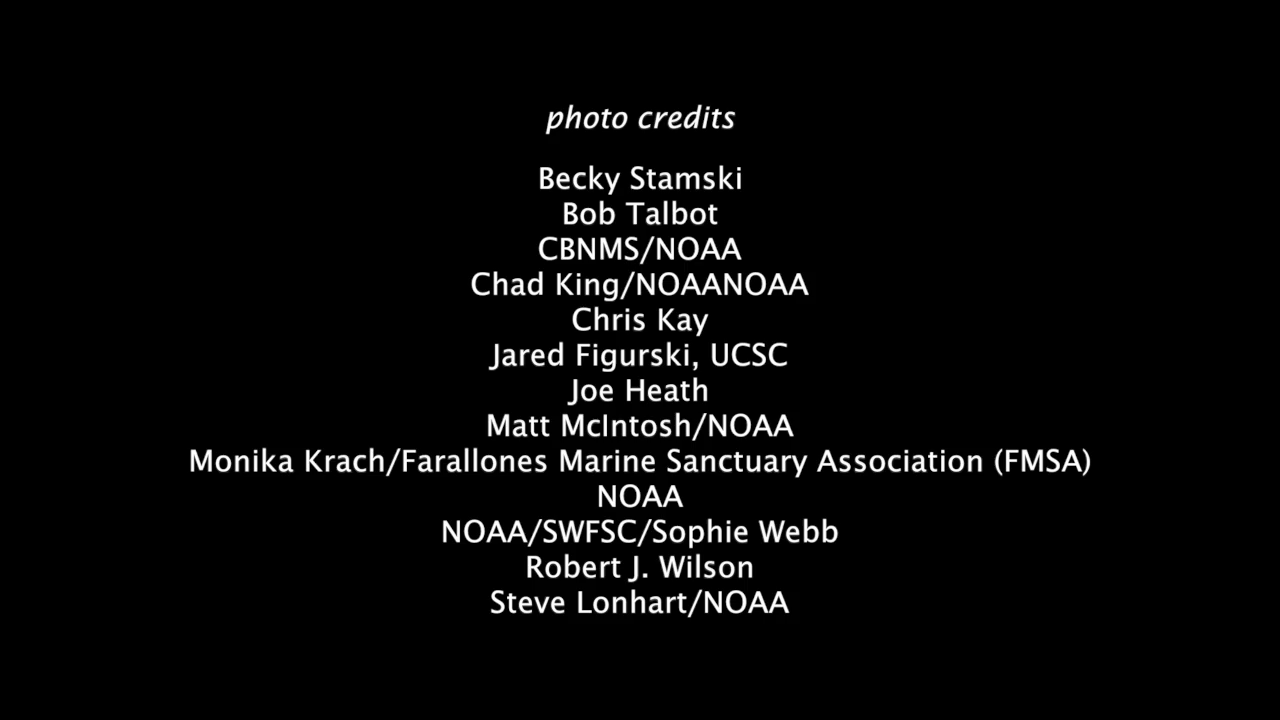 photo credits
Becky Stamski
Bob Talbot
CBNMS/NOAA
Chad King/NOAANOAA
Chris Kay
Jared Figurski, UCSC
Joe Heath
Matt McIntosh/NOAA
Monika Krach/Farallones Marine Sanctuary Association (FMSA)
NOAA
NOAA/SWFSC/Sophie Webb
Robert J. Wilson
Steve Lonhart/NOAA